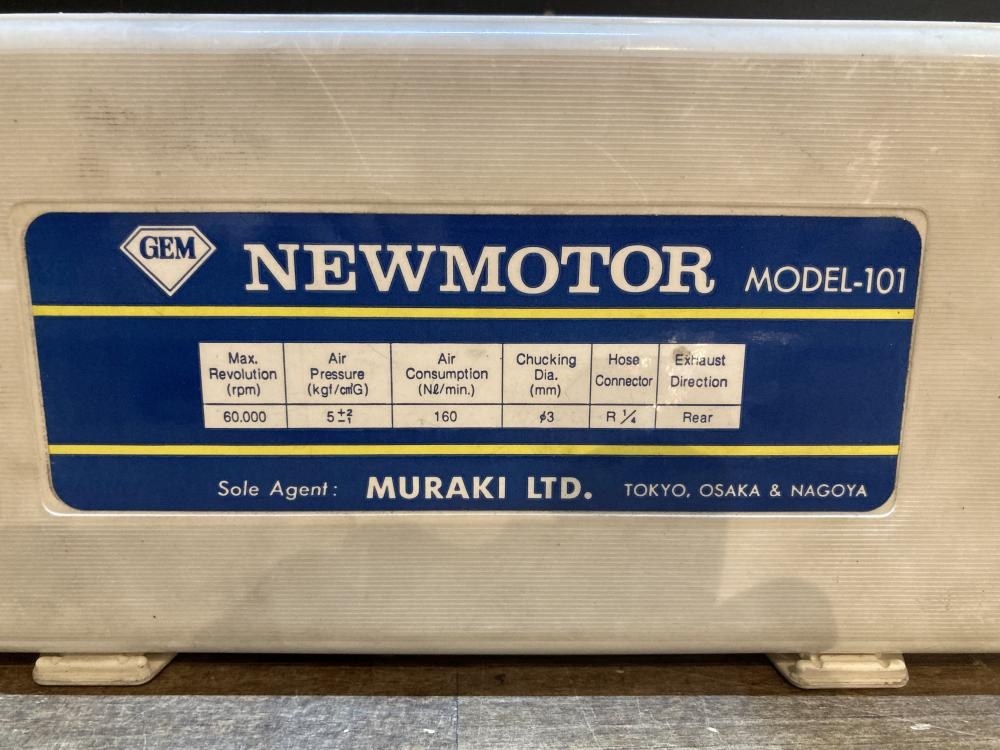 GEM NEWMOTOR MODEL-101
Max. Revolution (rpm) Air Pressure (kgf/c㎡G) Air Consumption (Nℓ/min.) Chucking Dia. (mm) Hose Connector Exhaust Direction
60.000 5 +2 -1 160 ø3 R 1/4 Rear
Sole Agent: MURAKI LTD. TOKYO, OSAKA & NAGOYA